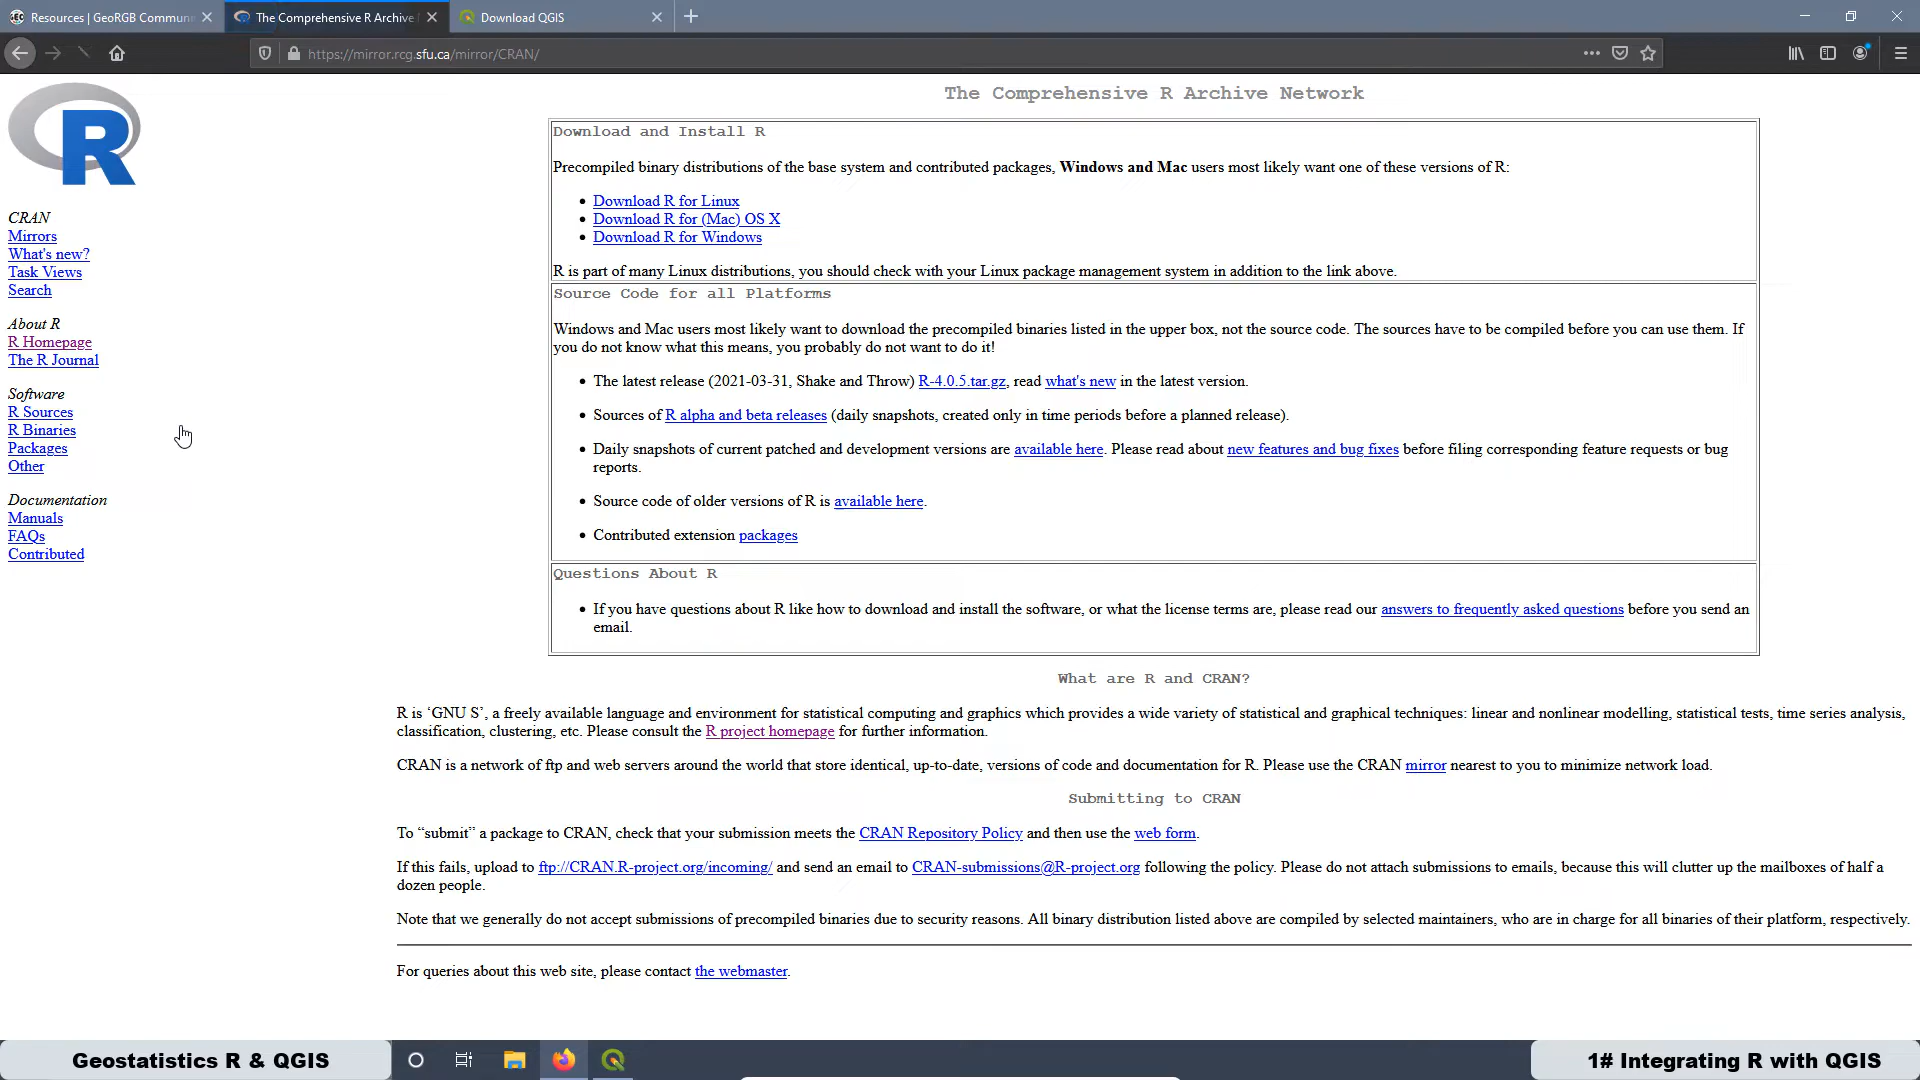 Resources | GeoRGB Commun
The Comprehensive R Archive
Download QGIS
https://mirror.rcg.sfu.ca/mirror/CRAN/
R
CRAN
Mirrors
What's new?
Task Views
Search
About R
R Homepage
The R Journal
Software
R Sources
R Binaries
Packages
Other
Documentation
Manuals
FAQs
Contributed
The Comprehensive R Archive Network
Download and Install R
Precompiled binary distributions of the base system and contributed packages, Windows and Mac users most likely want one of these versions of R:
• Download R for Linux
• Download R for (Mac) OS X
• Download R for Windows
R is part of many Linux distributions, you should check with your Linux package management system in addition to the link above.
Source Code for all Platforms
Windows and Mac users most likely want to download the precompiled binaries listed in the upper box, not the source code. The sources have to be compiled before you can use them. If
you do not know what this means, you probably do not want to do it!
• The latest release (2021-03-31, Shake and Throw) R-4.0.5.tar.gz, read what's new in the latest version.
• Sources of R alpha and beta releases (daily snapshots, created only in time periods before a planned release).
• Daily snapshots of current patched and development versions are available here. Please read about new features and bug fixes before filing corresponding feature requests or bug
reports.
• Source code of older versions of R is available here.
• Contributed extension packages
Questions About R
• If you have questions about R like how to download and install the software, or what the license terms are, please read our answers to frequently asked questions before you send an
email.
What are R and CRAN?
R is ‘GNU S’, a freely available language and environment for statistical computing and graphics which provides a wide variety of statistical and graphical techniques: linear and nonlinear modelling, statistical tests, time series analysis,
classification, clustering, etc. Please consult the R project homepage for further information.
CRAN is a network of ftp and web servers around the world that store identical, up-to-date, versions of code and documentation for R. Please use the CRAN mirror nearest to you to minimize network load.
Submitting to CRAN
To “submit” a package to CRAN, check that your submission meets the CRAN Repository Policy and then use the web form.
If this fails, upload to ftp://CRAN.R-project.org/incoming/ and send an email to CRAN-submissions@R-project.org following the policy. Please do not attach submissions to emails, because this will clutter up the mailboxes of half a
dozen people.
Note that we generally do not accept submissions of precompiled binaries due to security reasons. All binary distribution listed above are compiled by selected maintainers, who are in charge for all binaries of their platform, respectively.
For queries about this web site, please contact the webmaster.
Geostatistics R & QGIS
1# Integrating R with QGIS